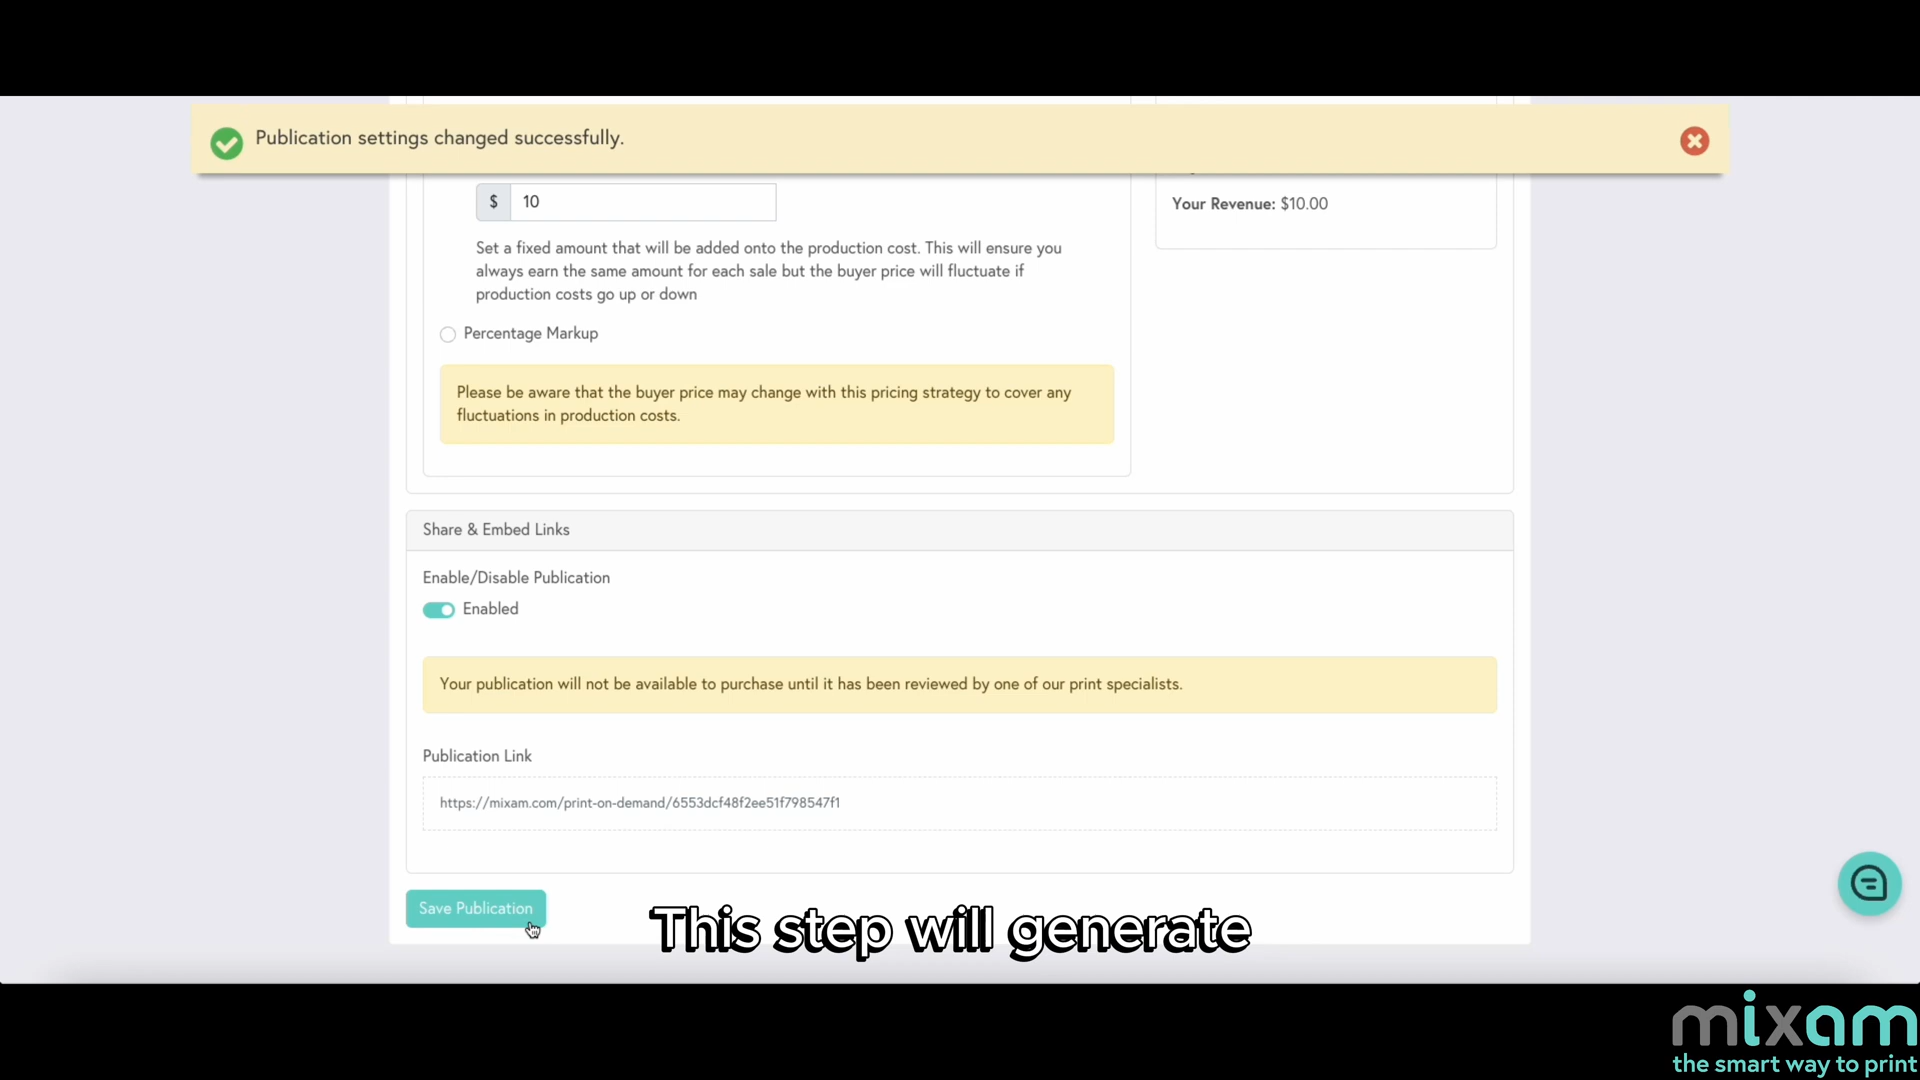 Publication settings changed successfully.
$ 10
Your Revenue: $10.00
Set a fixed amount that will be added onto the production cost. This will ensure you
always earn the same amount for each sale but the buyer price will fluctuate if
production costs go up or down
Percentage Markup
Please be aware that the buyer price may change with this pricing strategy to cover any
fluctuations in production costs.
Share & Embed Links
Enable/Disable Publication
Enabled
Your publication will not be available to purchase until it has been reviewed by one of our print specialists.
Publication Link
https://mixam.com/print-on-demand/6553dcf48f2ee51f798547f1
Save Publication
This step will generate
mixam
the smart way to print